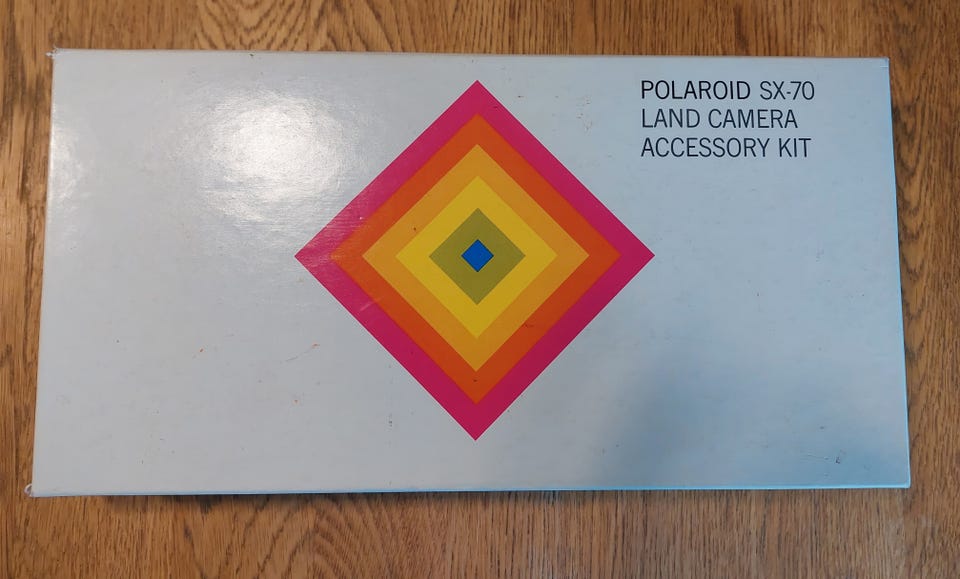 POLAROID SX-70
LAND CAMERA
ACCESSORY KIT